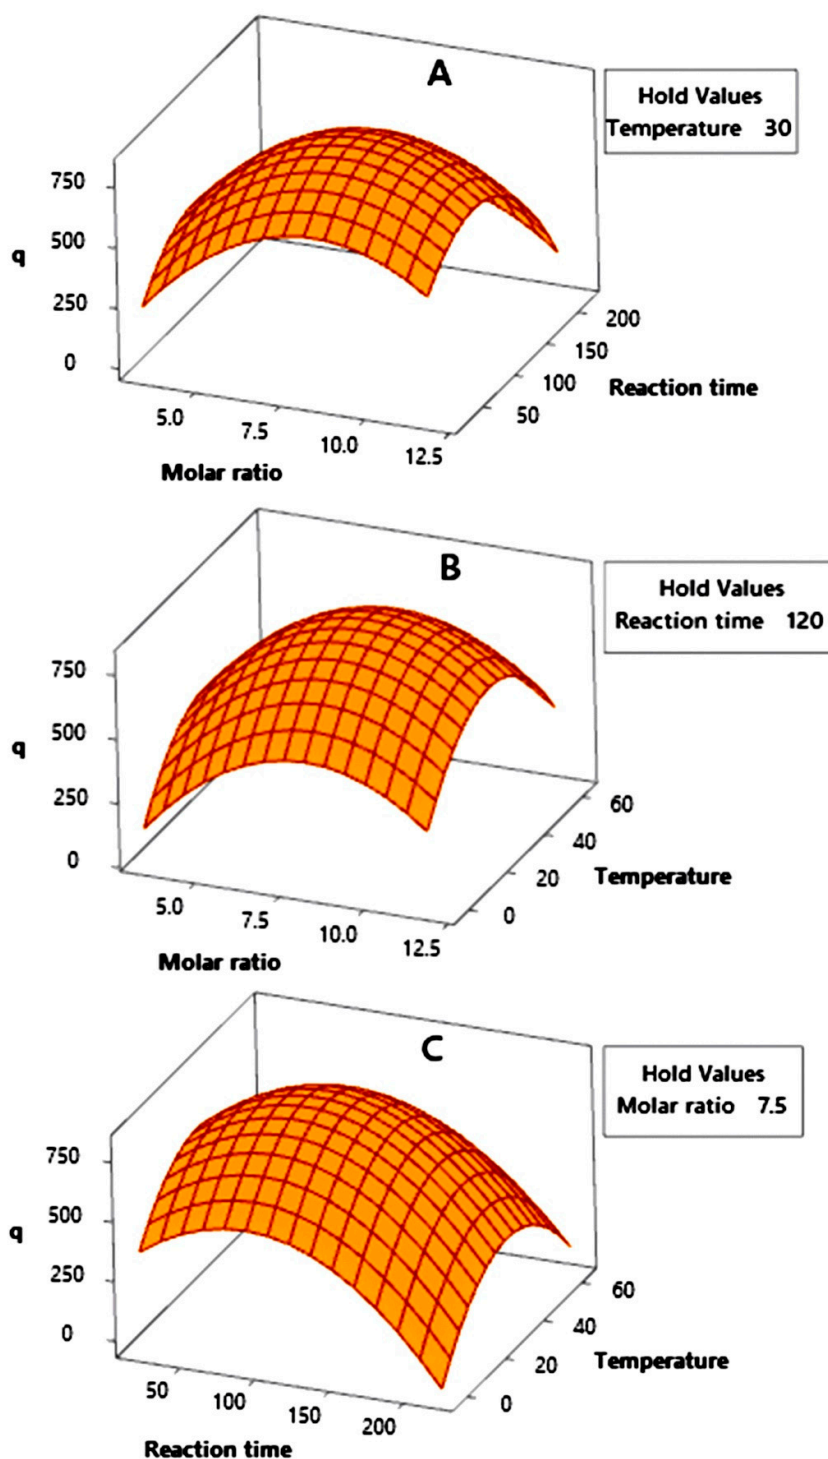 A
Hold Values
Temperature 30
750
500
250
0
q
200
150
100
50
Reaction time
5.0
7.5
10.0
12.5
Molar ratio
B
Hold Values
Reaction time 120
750
500
250
0
q
60
40
20
0
Temperature
5.0
7.5
10.0
12.5
Molar ratio
C
Hold Values
Molar ratio 7.5
750
500
250
0
q
60
40
20
0
Temperature
50
100
150
200
Reaction time